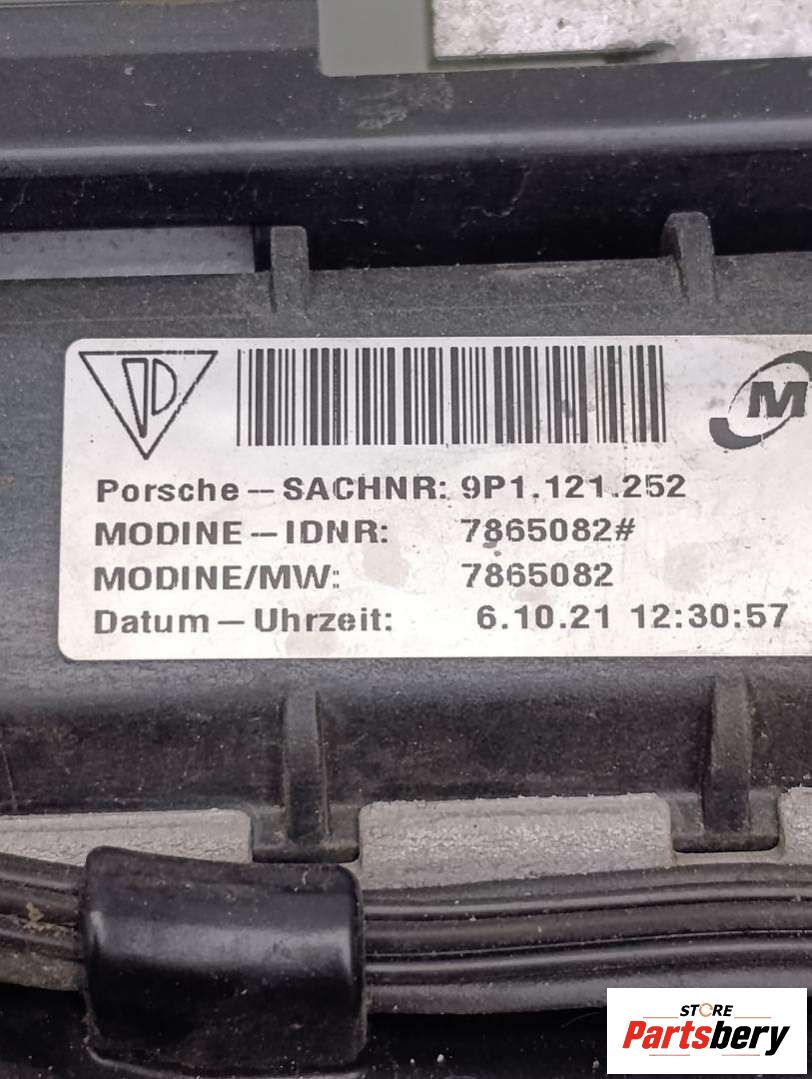 M
Porsche – SACHNR: 9P1.121.252
MODINE – IDNR: 7865082#
MODINE/MW: 7865082
Datum – Uhrzeit: 6.10.21 12:30:57
STORE
Partsbery